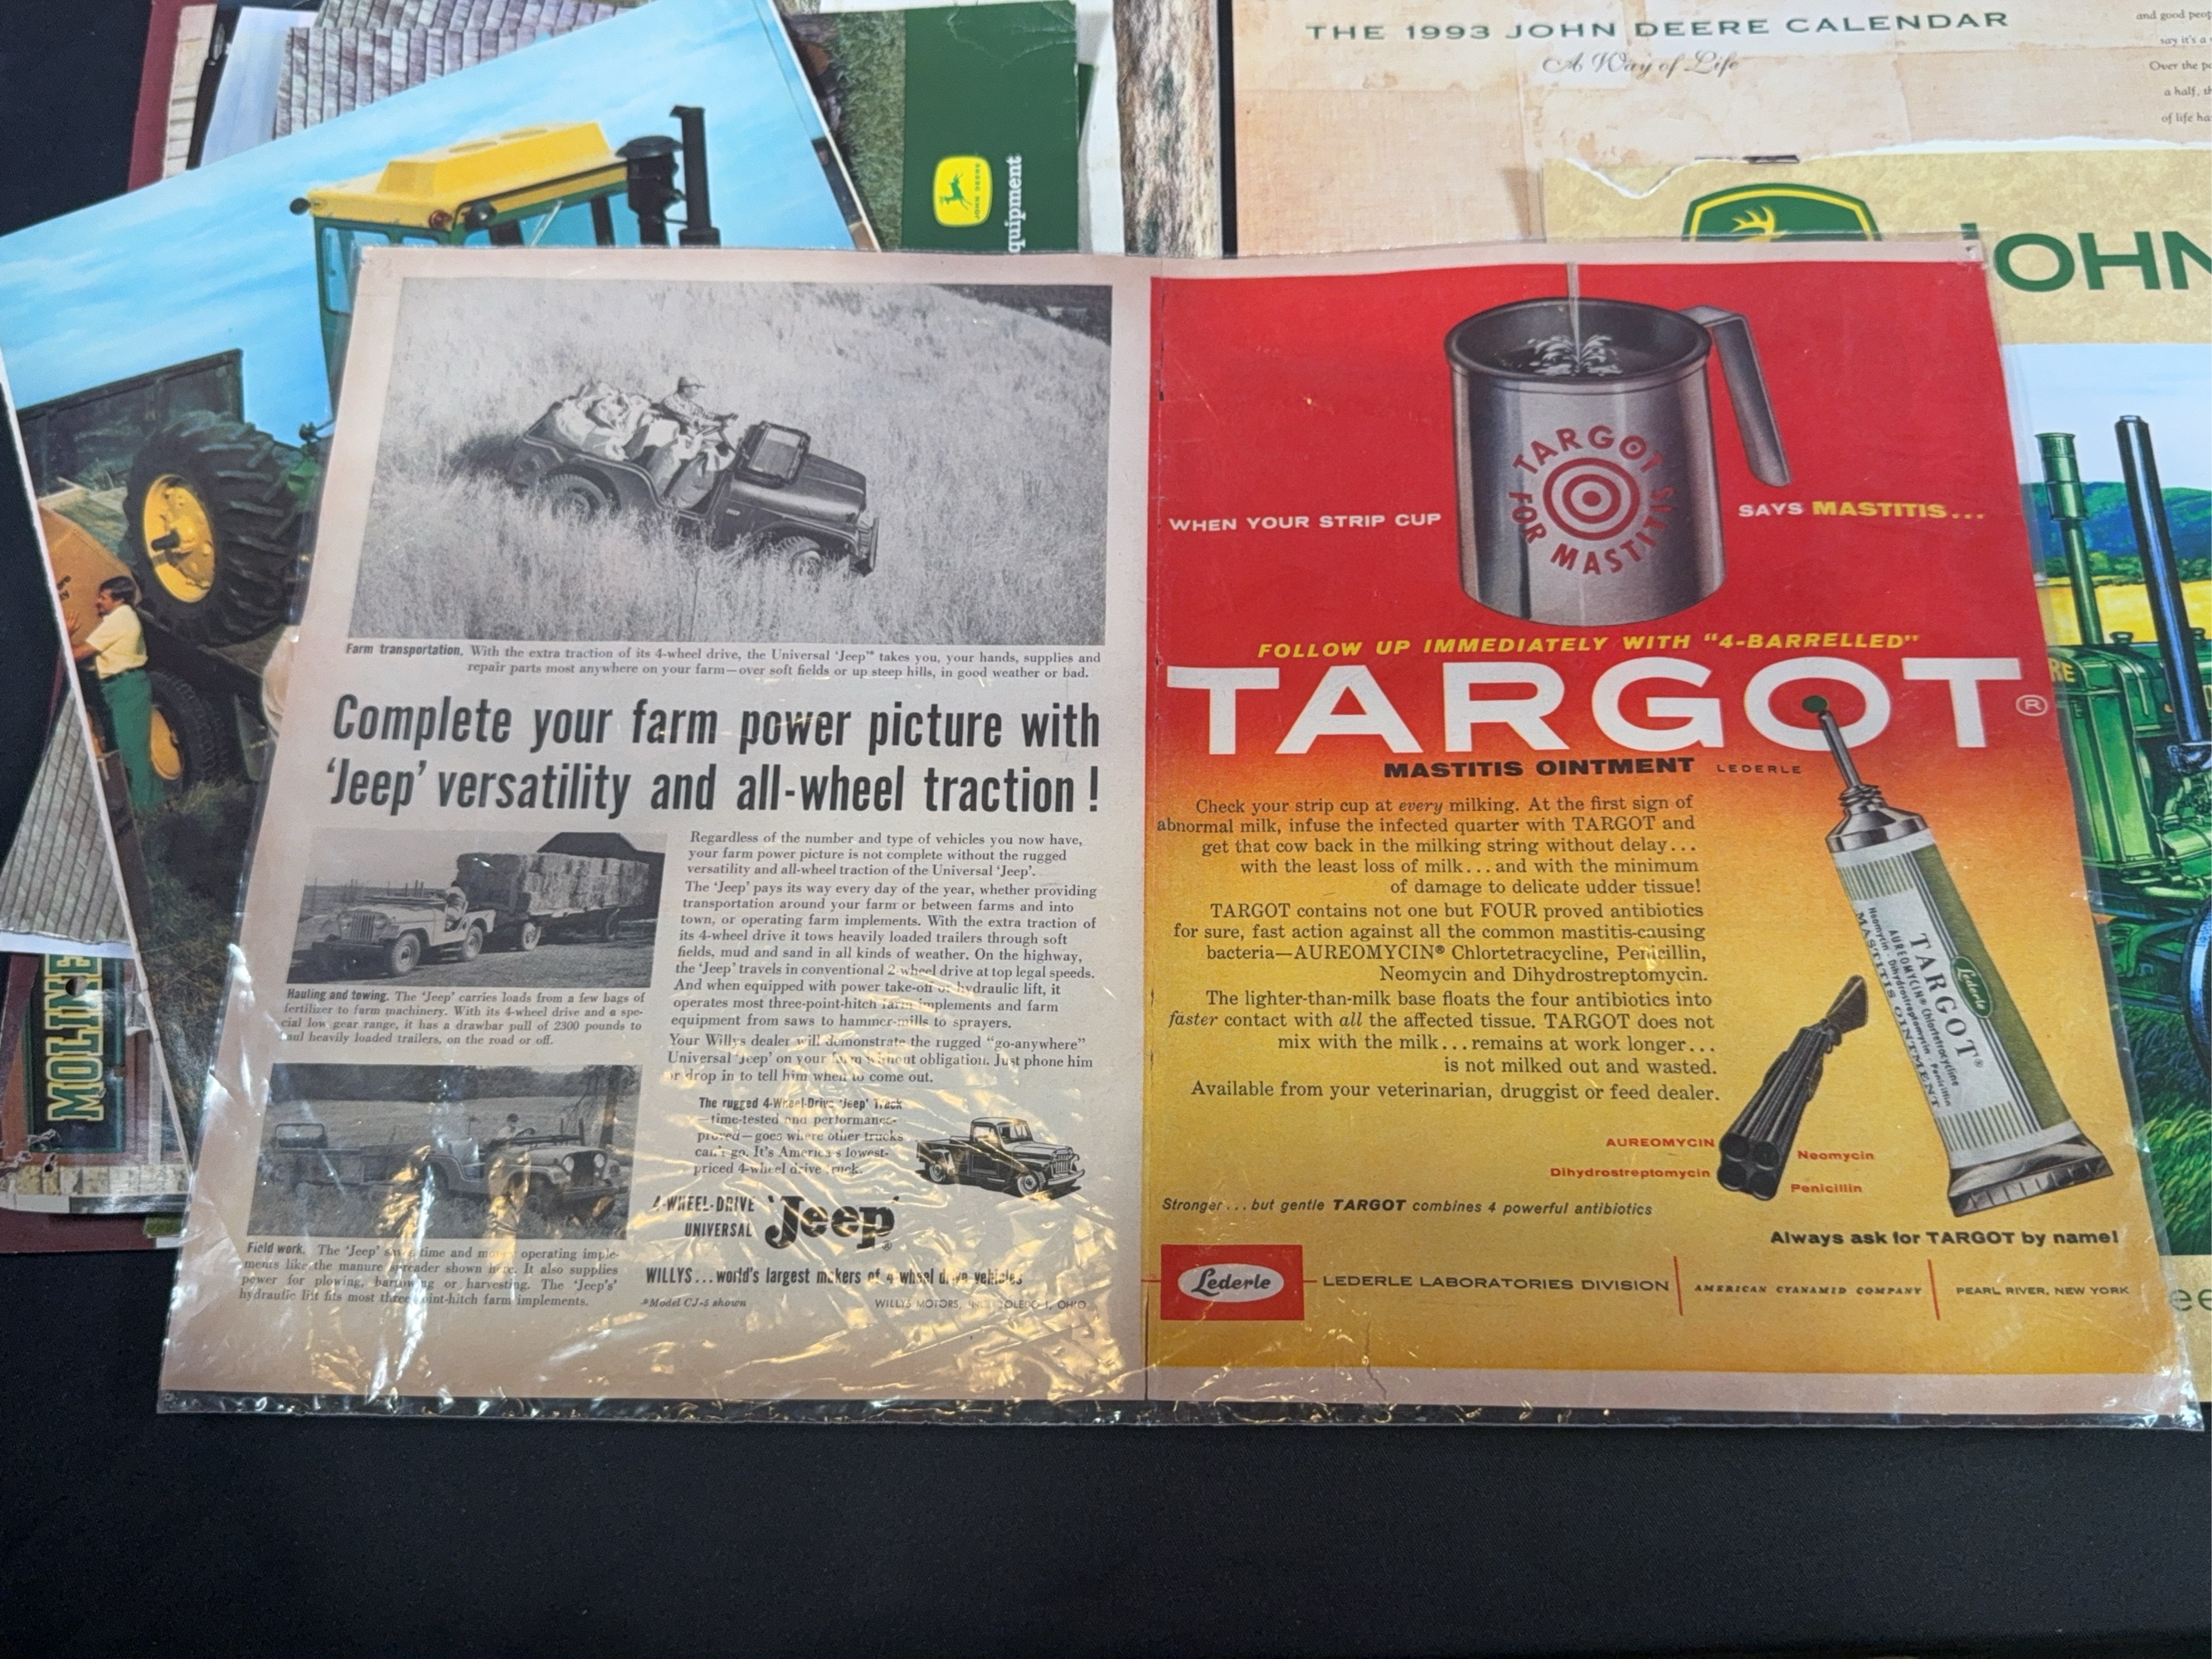 THE 1993 JOHN DEERE CALENDAR
A Way of Life
and good
say it's a
Over the
a half,
of life
JOHN DEERE
quipment
JOHN
MOLINE
Farm transportation. With the extra traction of its 4-wheel drive, the Universal 'Jeep'* takes you, your hands, supplies and
repair parts most anywhere on your farm—over soft fields or up steep hills, in good weather or bad.
Complete your farm power picture with
'Jeep' versatility and all-wheel traction!
Hauling and towing. The 'Jeep' carries loads from a few bags of
fertilizer to farm machinery. With its 4-wheel drive and a spe-
cial low gear range, it has a drawbar pull of 2300 pounds to
haul heavily loaded trailers, on the road or off.
Field work. The 'Jeep' saves time and money operating imple-
ments like the manure spreader shown here. It also supplies
power for plowing, harrowing or harvesting. The 'Jeep's'
hydraulic lift fits most three-point-hitch farm implements.
Regardless of the number and type of vehicles you now have,
your farm power picture is not complete without the rugged
versatility and all-wheel traction of the Universal 'Jeep'.
The 'Jeep' pays its way every day of the year, whether providing
transportation around your farm or between farms and into
town, or operating farm implements. With the extra traction of
its 4-wheel drive it tows heavily loaded trailers through soft
fields, mud and sand in all kinds of weather. On the highway,
the 'Jeep' travels in conventional 2-wheel drive at top legal speeds.
And when equipped with power take-off or hydraulic lift, it
operates most three-point-hitch farm implements and farm
equipment from saws to hammer-mills to sprayers.
Your Willys dealer will demonstrate the rugged "go-anywhere"
Universal 'Jeep' on your farm without obligation. Just phone him
or drop in to tell him when to come out.
The rugged 4-Wheel-Drive 'Jeep' Truck
—time-tested and performance-
proved—goes where other trucks
can't go. It's America's lowest-
priced 4-wheel drive truck.
4-WHEEL-DRIVE
UNIVERSAL 'Jeep' ®
WILLYS...world's largest makers of 4-wheel drive vehicles
*Model CJ-5 shown
WILLYS MOTORS, INC., TOLEDO 1, OHIO
TARGOT
FOR MASTITIS
WHEN YOUR STRIP CUP
SAYS MASTITIS...
FOLLOW UP IMMEDIATELY WITH "4-BARRELLED"
TARGOT®
MASTITIS OINTMENT LEDERLE
Check your strip cup at every milking. At the first sign of
abnormal milk, infuse the infected quarter with TARGOT and
get that cow back in the milking string without delay...
with the least loss of milk...and with the minimum
of damage to delicate udder tissue!
TARGOT contains not one but FOUR proved antibiotics
for sure, fast action against all the common mastitis-causing
bacteria—AUREOMYCIN® Chlortetracycline, Penicillin,
Neomycin and Dihydrostreptomycin.
The lighter-than-milk base floats the four antibiotics into
faster contact with all the affected tissue. TARGOT does not
mix with the milk...remains at work longer...
is not milked out and wasted.
Available from your veterinarian, druggist or feed dealer.
Lederle
TARGOT®
AUREOMYCIN® Chlortetracycline
Neomycin - Dihydrostreptomycin - Penicillin
MASTITIS OINTMENT
AUREOMYCIN
Neomycin
Dihydrostreptomycin
Penicillin
Stronger...but gentle TARGOT combines 4 powerful antibiotics
Always ask for TARGOT by name!
Lederle
LEDERLE LABORATORIES DIVISION
AMERICAN CYANAMID COMPANY
PEARL RIVER, NEW YORK